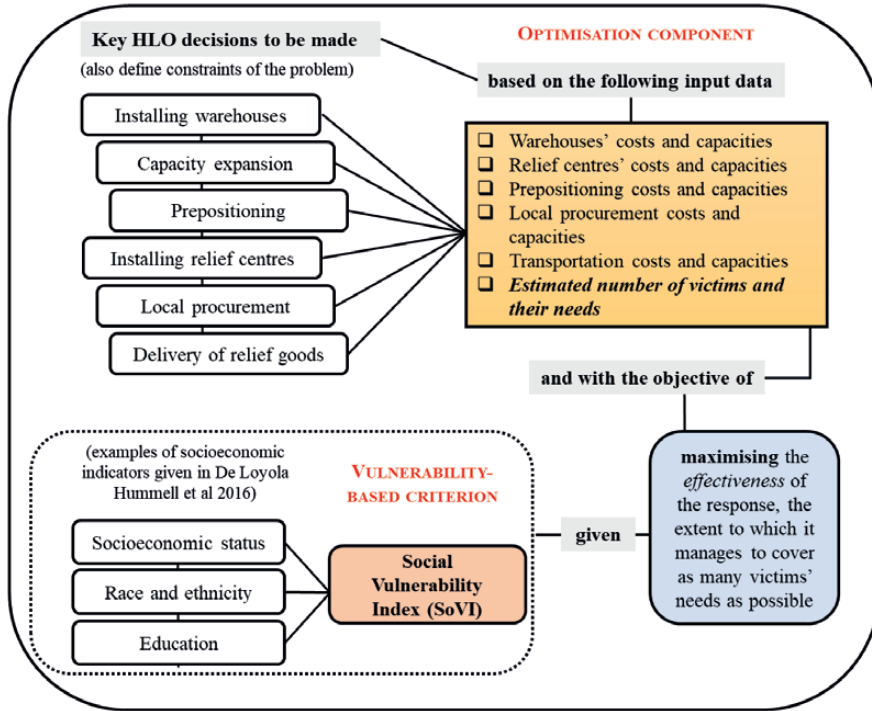 Key HLO decisions to be made
(also define constraints of the problem)
OPTIMISATION COMPONENT
based on the following input data
Installing warehouses
Capacity expansion
Prepositioning
Installing relief centres
Local procurement
Delivery of relief goods
❑ Warehouses’ costs and capacities
❑ Relief centres’ costs and capacities
❑ Prepositioning costs and capacities
❑ Local procurement costs and
capacities
❑ Transportation costs and capacities
❑ Estimated number of victims and
their needs
and with the objective of
maximising the
effectiveness of
the response, the
extent to which it
manages to cover
as many victims’
needs as possible
given
(examples of socioeconomic
indicators given in De Loyola
Hummell et al 2016)
VULNERABILITY-
BASED CRITERION
Socioeconomic status
Race and ethnicity
Education
Social
Vulnerability
Index (SoVI)